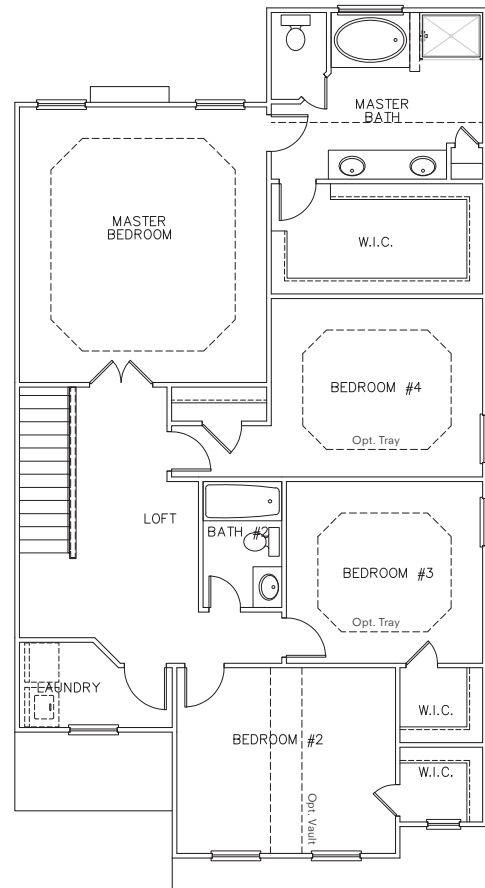 MASTER
BATH
MASTER
BEDROOM
W.I.C.
BEDROOM #4
Opt. Tray
LOFT
BATH #2
BEDROOM #3
Opt. Tray
LAUNDRY
W.I.C.
BEDROOM #2
W.I.C.
Opt. Vault